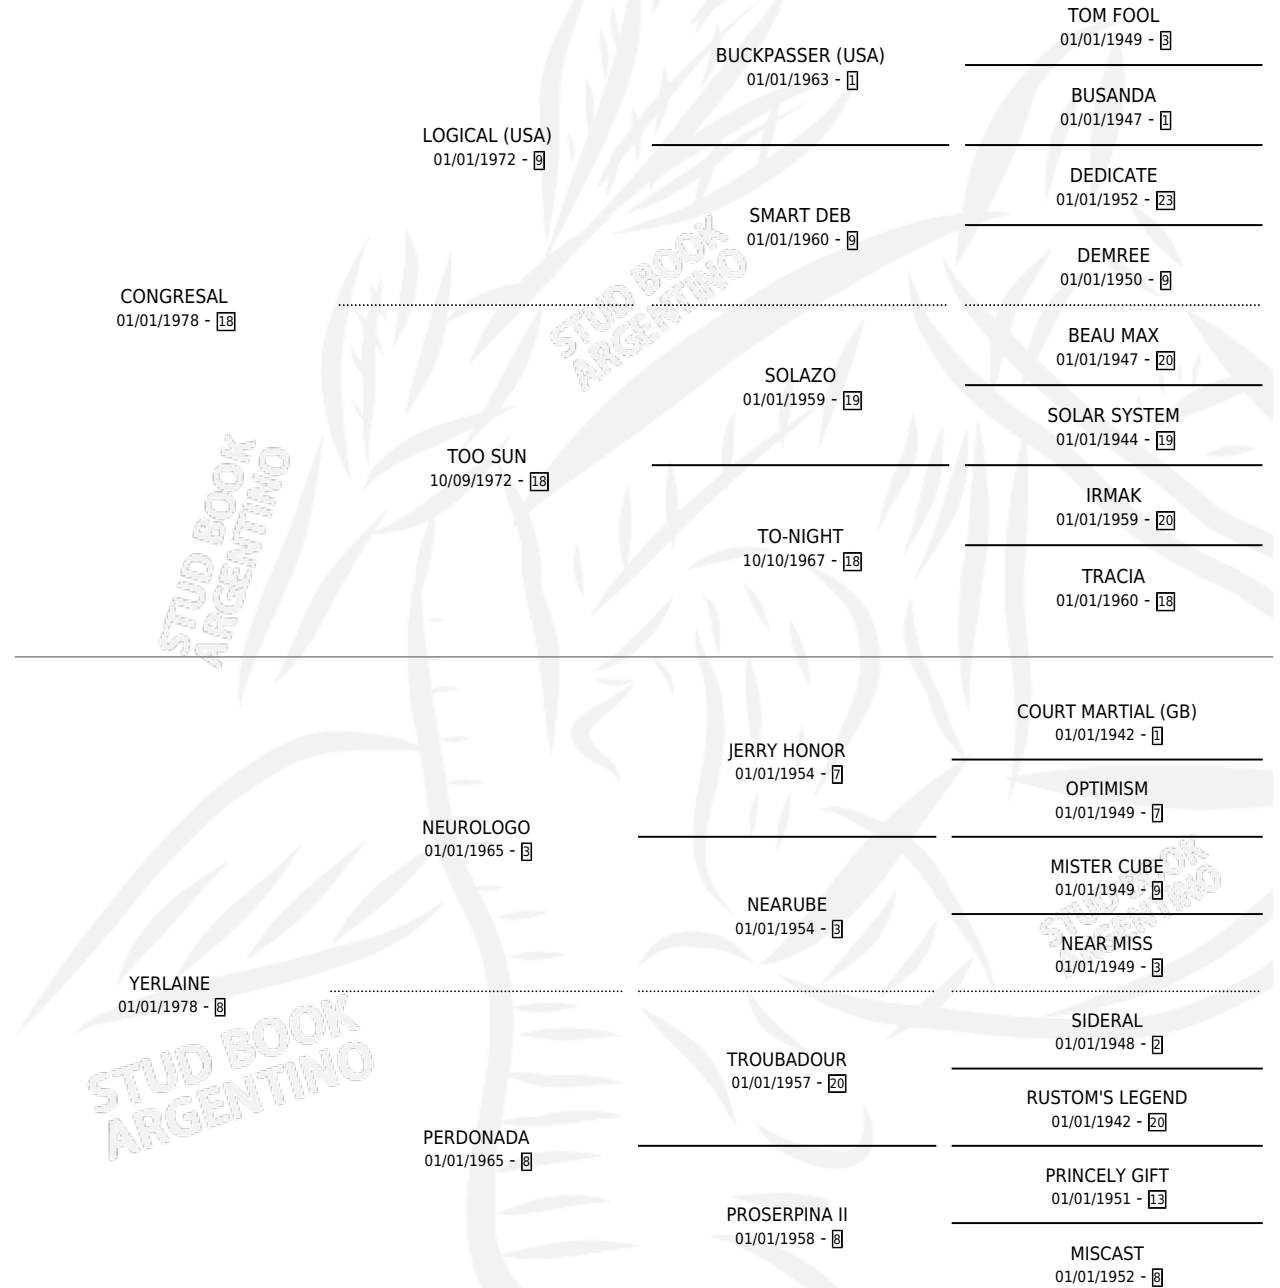 TOM FOOL
01/01/1949 - 3
BUCKPASSER (USA)
01/01/1963 - 1
BUSANDA
01/01/1947 - 1
LOGICAL (USA)
01/01/1972 - 9
DEDICATE
01/01/1952 - 23
SMART DEB
01/01/1960 - 9
DEMREE
01/01/1950 - 9
CONGRESAL
01/01/1978 - 18
STUD BOOK
ARGENTINO
BEAU MAX
01/01/1947 - 20
SOLAZO
01/01/1959 - 19
SOLAR SYSTEM
01/01/1944 - 19
TOO SUN
10/09/1972 - 18
IRMAK
01/01/1959 - 20
TO-NIGHT
10/10/1967 - 18
TRACIA
01/01/1960 - 18
STUD BOOK
ARGENTINO
COURT MARTIAL (GB)
01/01/1942 - 1
JERRY HONOR
01/01/1954 - 7
OPTIMISM
01/01/1949 - 7
NEUROLOGO
01/01/1965 - 3
MISTER CUBE
01/01/1949 - 9
NEARUBE
01/01/1954 - 3
NEAR MISS
01/01/1949 - 3
STUD BOOK
ARGENTINO
YERLAINE
01/01/1978 - 8
SIDERAL
01/01/1948 - 2
TROUBADOUR
01/01/1957 - 20
RUSTOM'S LEGEND
01/01/1942 - 20
PERDONADA
01/01/1965 - 8
PRINCELY GIFT
01/01/1951 - 13
PROSERPINA II
01/01/1958 - 8
MISCAST
01/01/1952 - 8
STUD BOOK
ARGENTINO